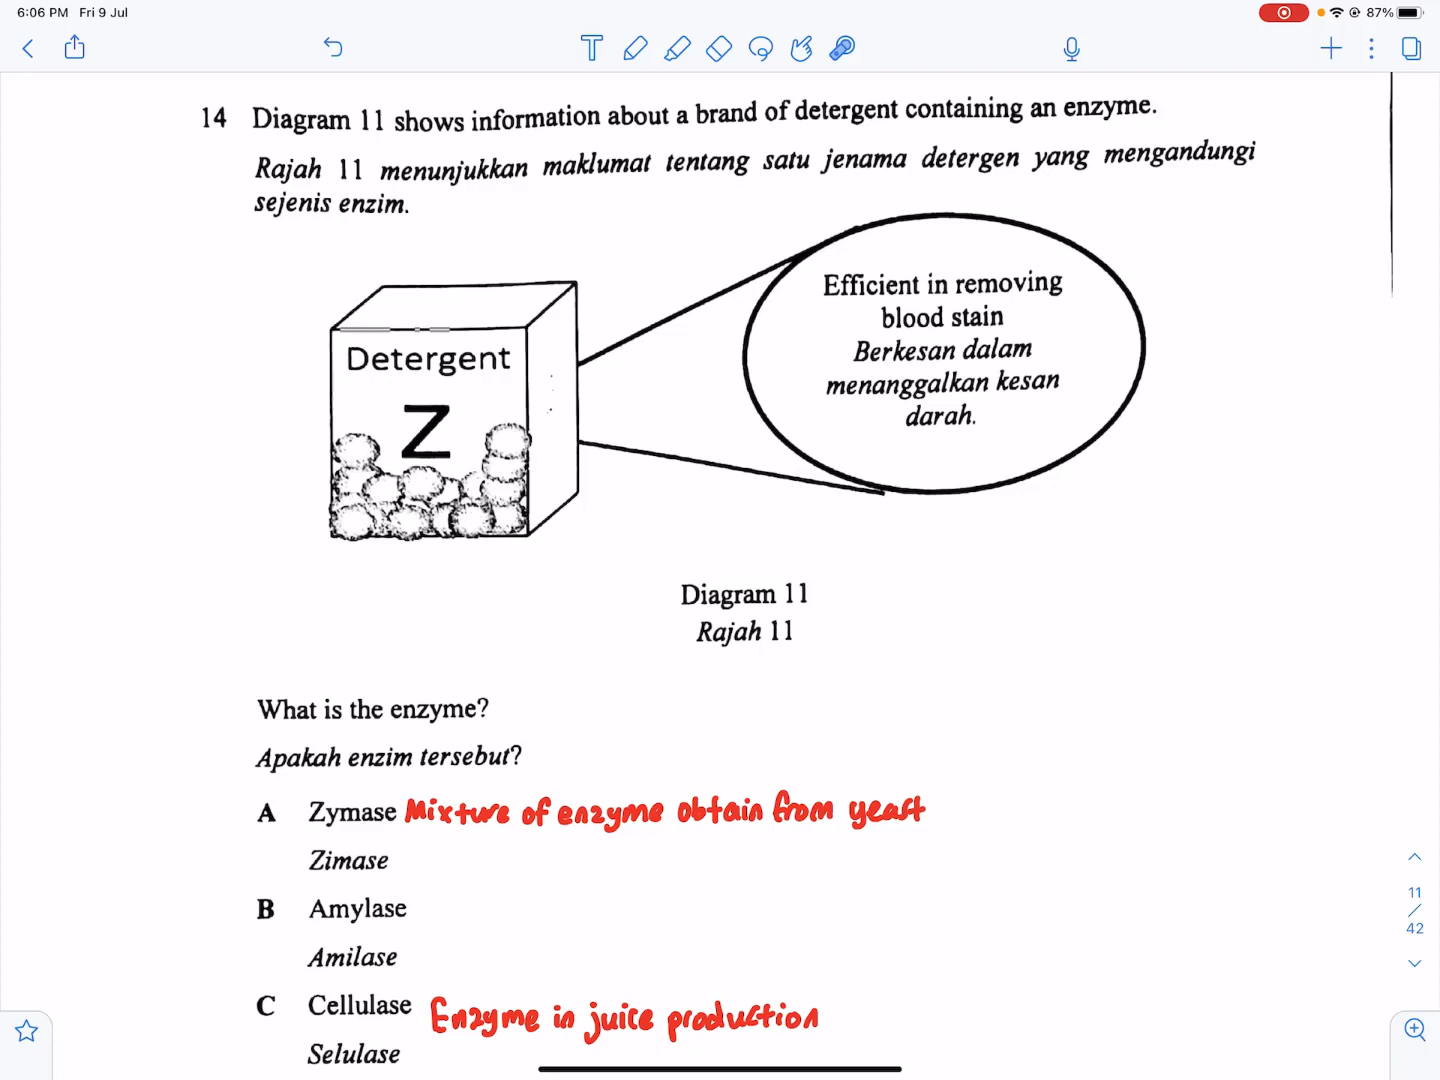 6:06 PM Fri 9 Jul
87%
T
14 Diagram 11 shows information about a brand of detergent containing an enzyme.
Rajah 11 menunjukkan maklumat tentang satu jenama detergen yang mengandungi
sejenis enzim.
Detergent
Z
Efficient in removing
blood stain
Berkesan dalam
menanggalkan kesan
darah.
Diagram 11
Rajah 11
What is the enzyme?
Apakah enzim tersebut?
A Zymase Mixture of enzyme obtain from yeast
Zimase
B Amylase
Amilase
C Cellulase Enzyme in juice production
Selulase
11
/
42